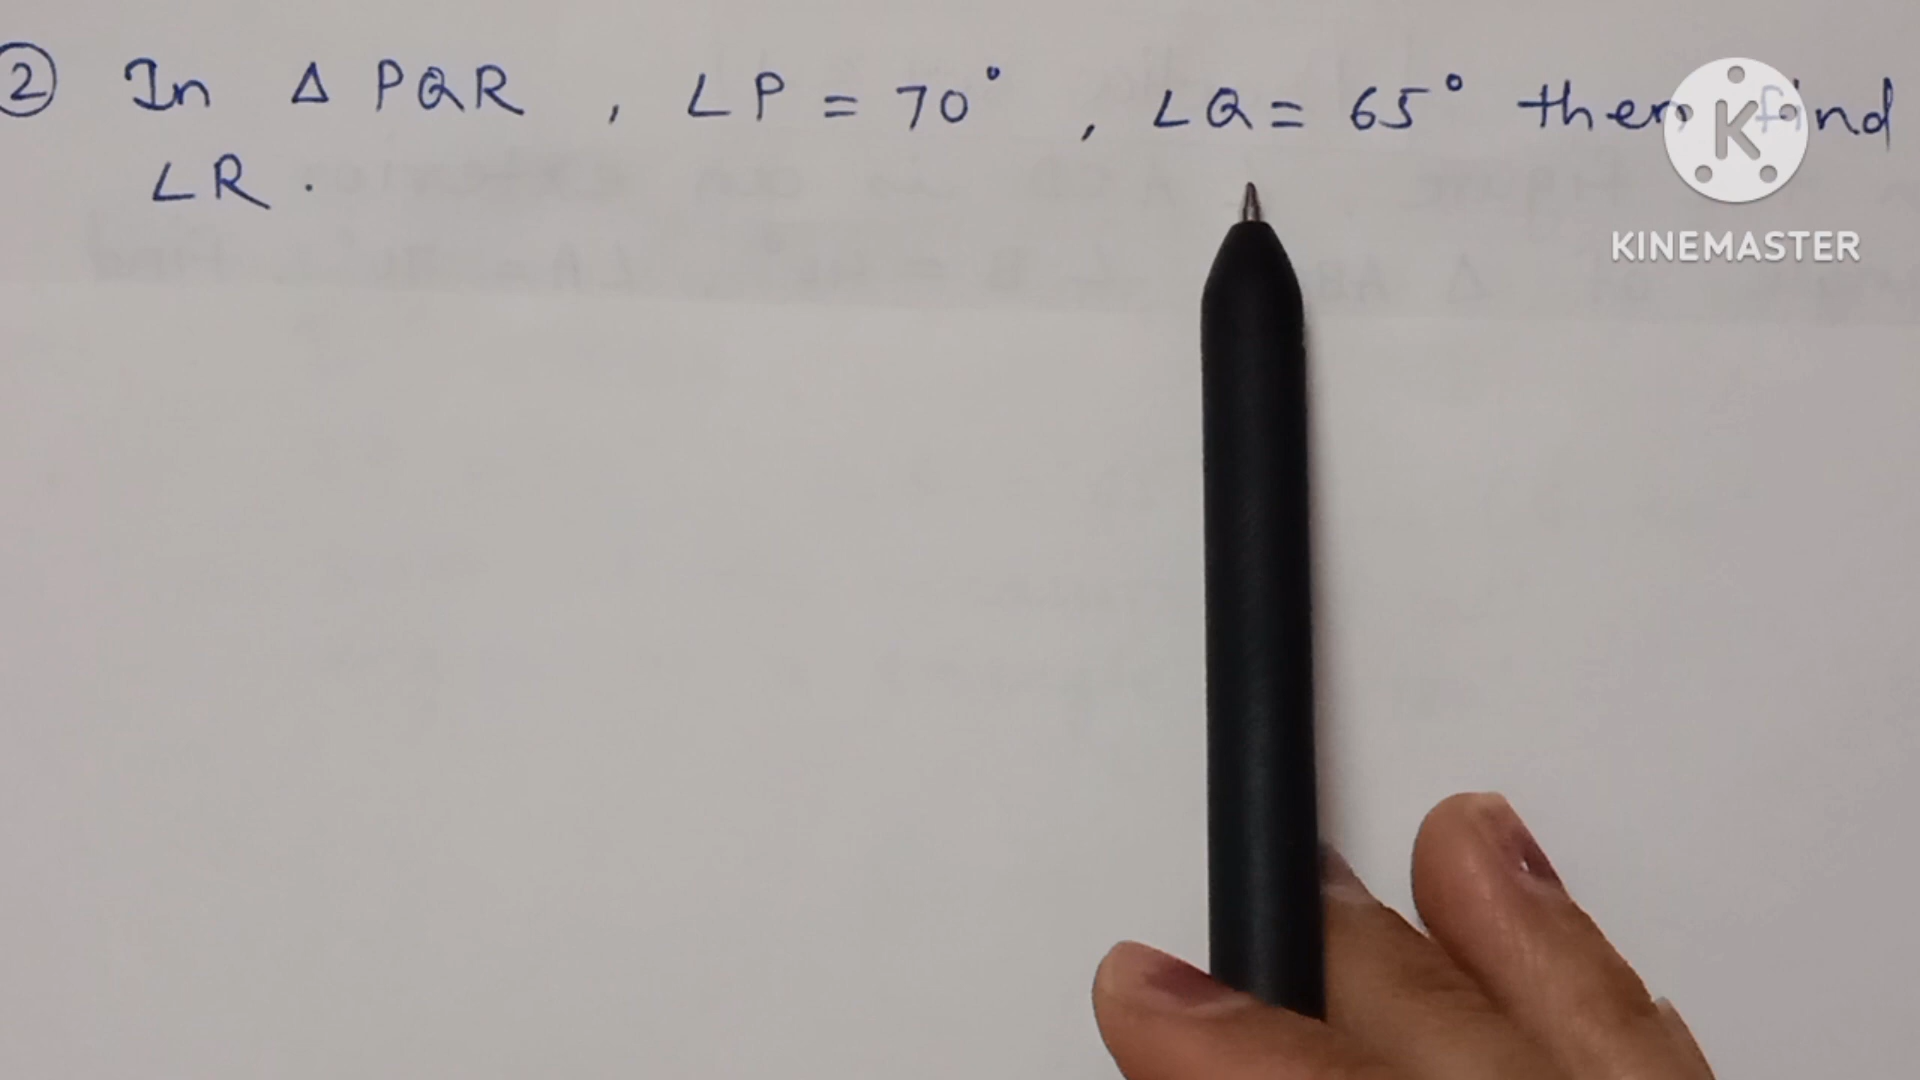 ② In Δ PQR , ∠P = 70° , ∠Q = 65° then find
∠R .
K
KINEMASTER